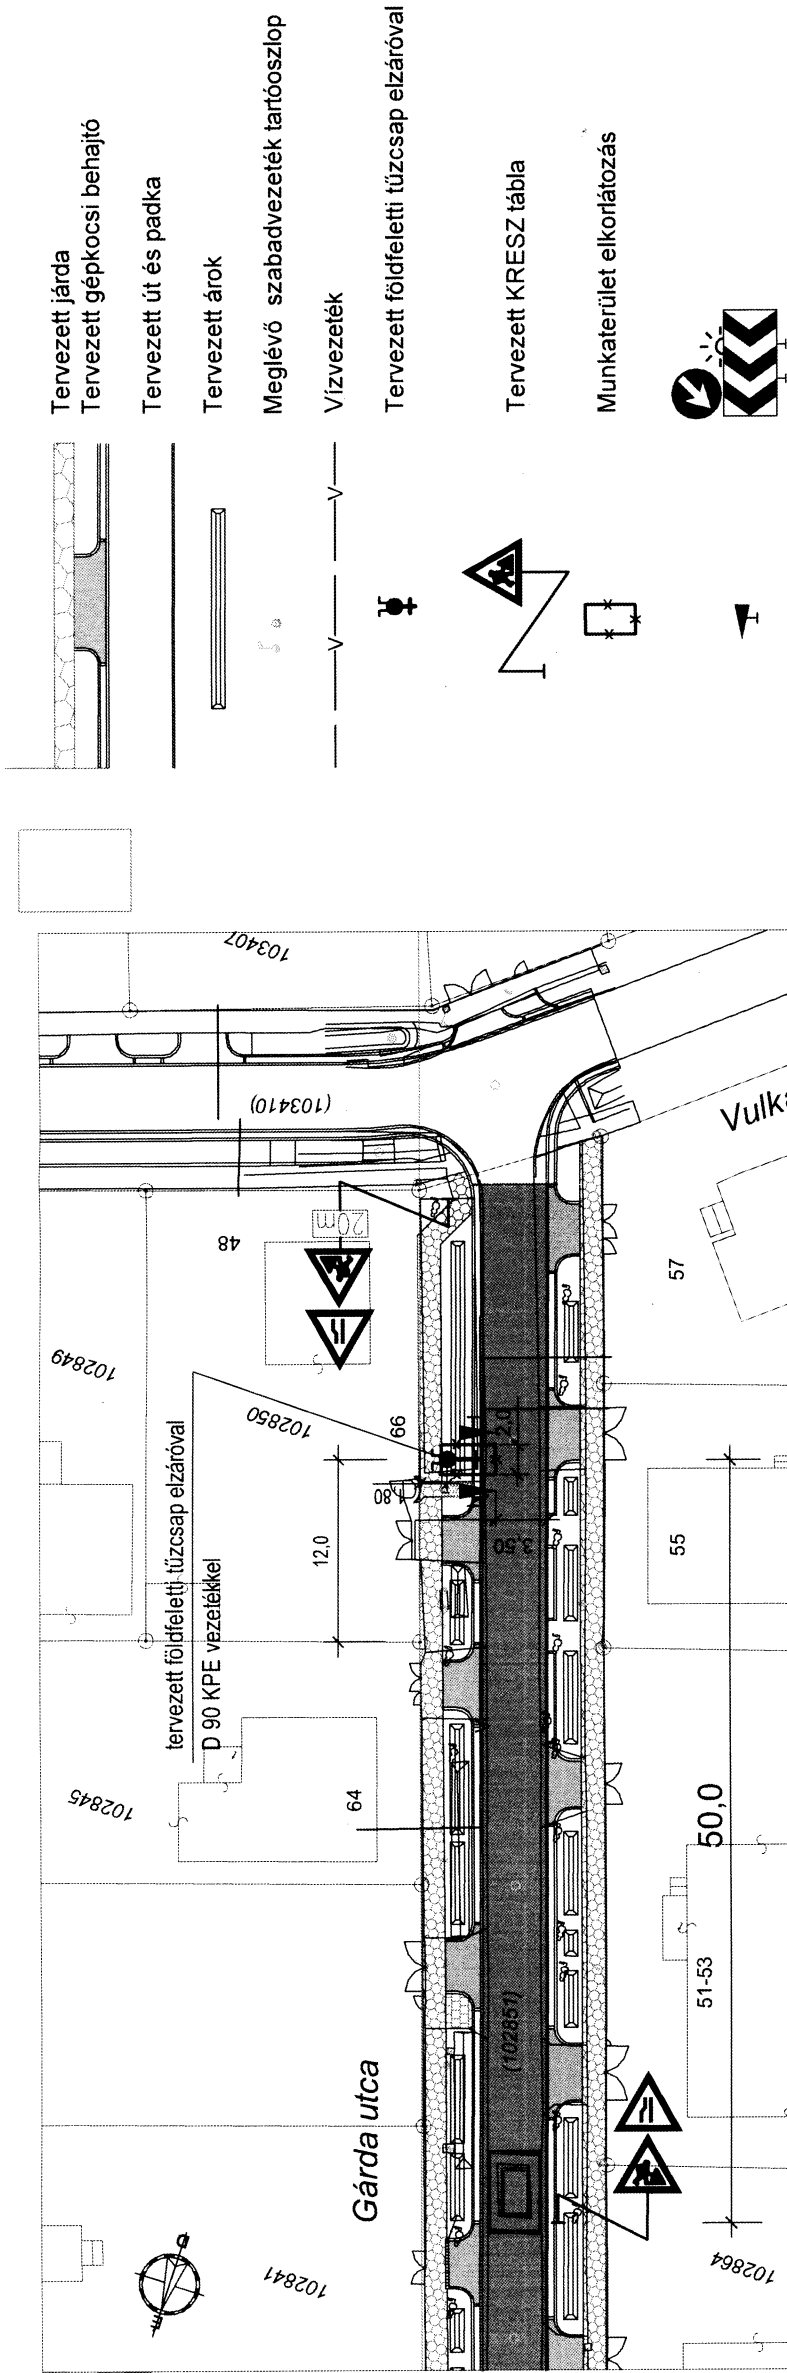 Tervezett járda
Tervezett gépkocsi behajtó
Tervezett út és padka
Tervezett árok
Meglévő szabadvezeték tartóoszlop
Vízvezeték
Tervezett földfeletti tűzcsap elzáróval
Tervezett KRESZ tábla
Munkaterület elkorlátozás
V
V
V
103407
(103410)
Vulka
48
20m
57
102849
102850
66
tervezett földfeletti tűzcsap elzáróval
D 90 KPE vezetékkel
12,0
1,80
2,0
3,50
55
102845
64
50,0
51-53
(102851)
Gárda utca
102841
102864
É
D